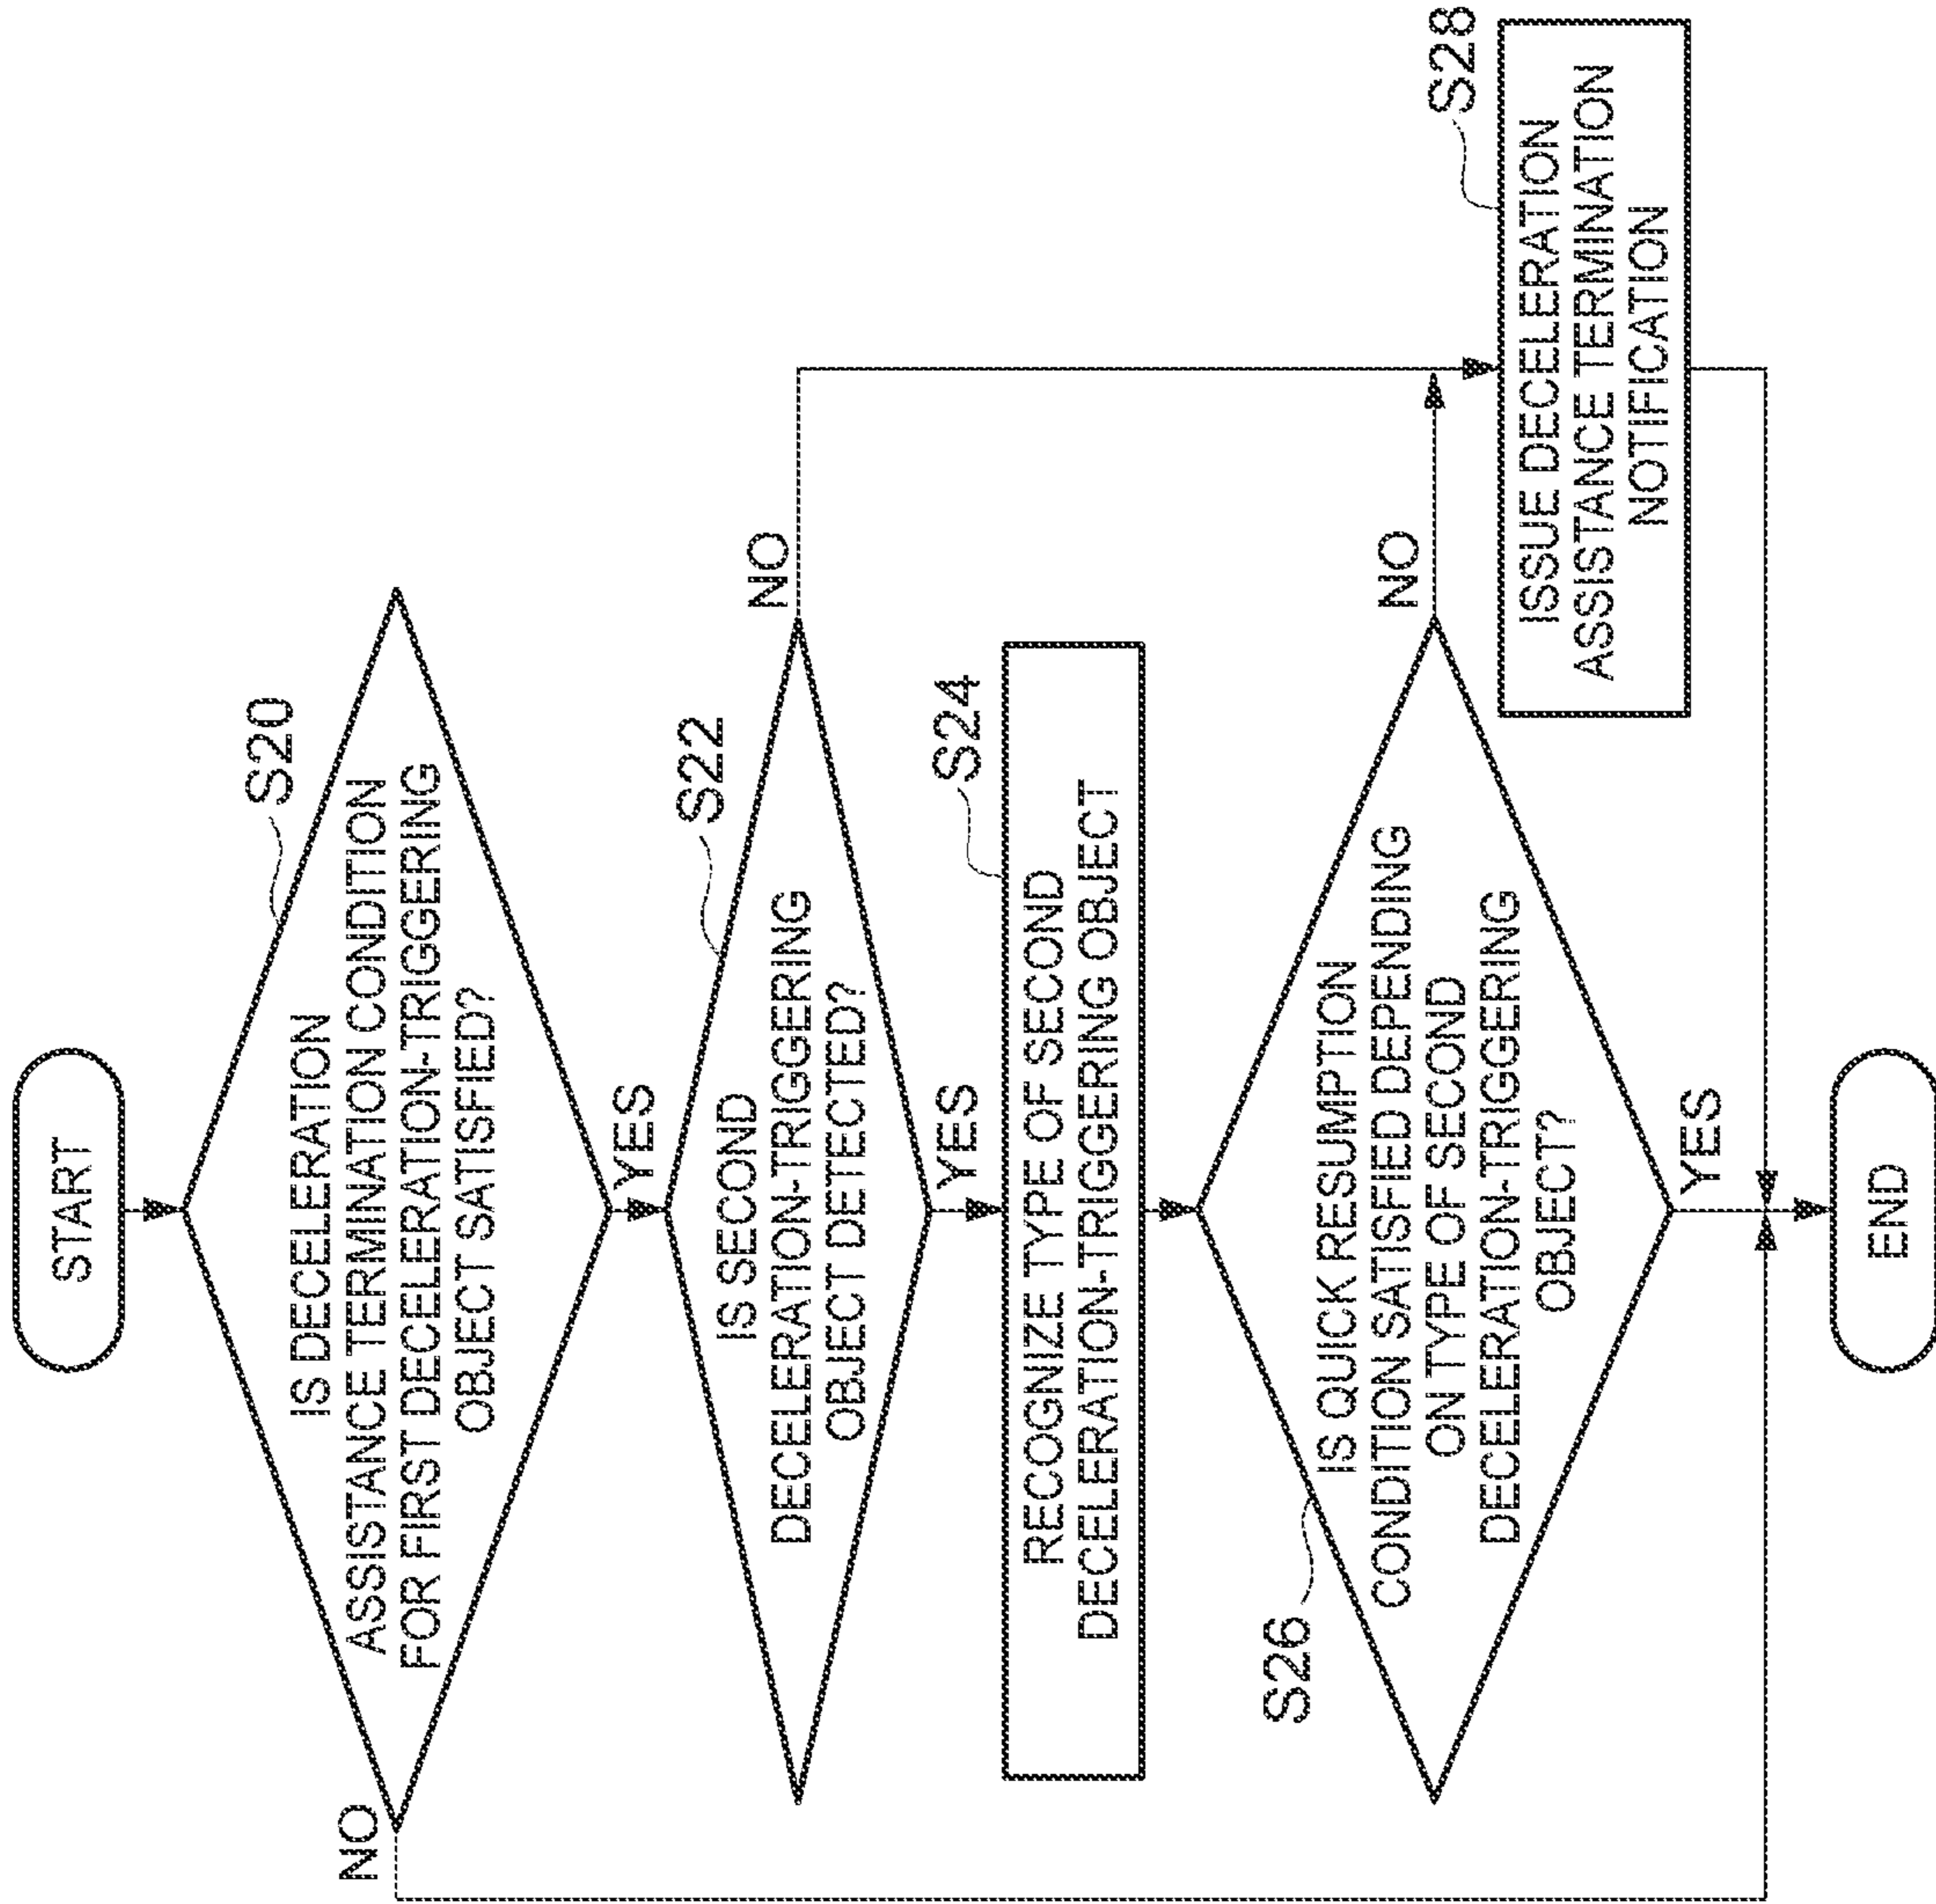 START
S20
IS DECELERATION
ASSISTANCE TERMINATION CONDITION
FOR FIRST DECELERATION-TRIGGERING
OBJECT SATISFIED?
NO
YES
S22
IS SECOND
DECELERATION-TRIGGERING
OBJECT DETECTED?
NO
YES
S24
RECOGNIZE TYPE OF SECOND
DECELERATION-TRIGGERING OBJECT
S26
IS QUICK RESUMPTION
CONDITION SATISFIED DEPENDING
ON TYPE OF SECOND
DECELERATION-TRIGGERING
OBJECT?
NO
YES
S28
ISSUE DECELERATION
ASSISTANCE TERMINATION
NOTIFICATION
END